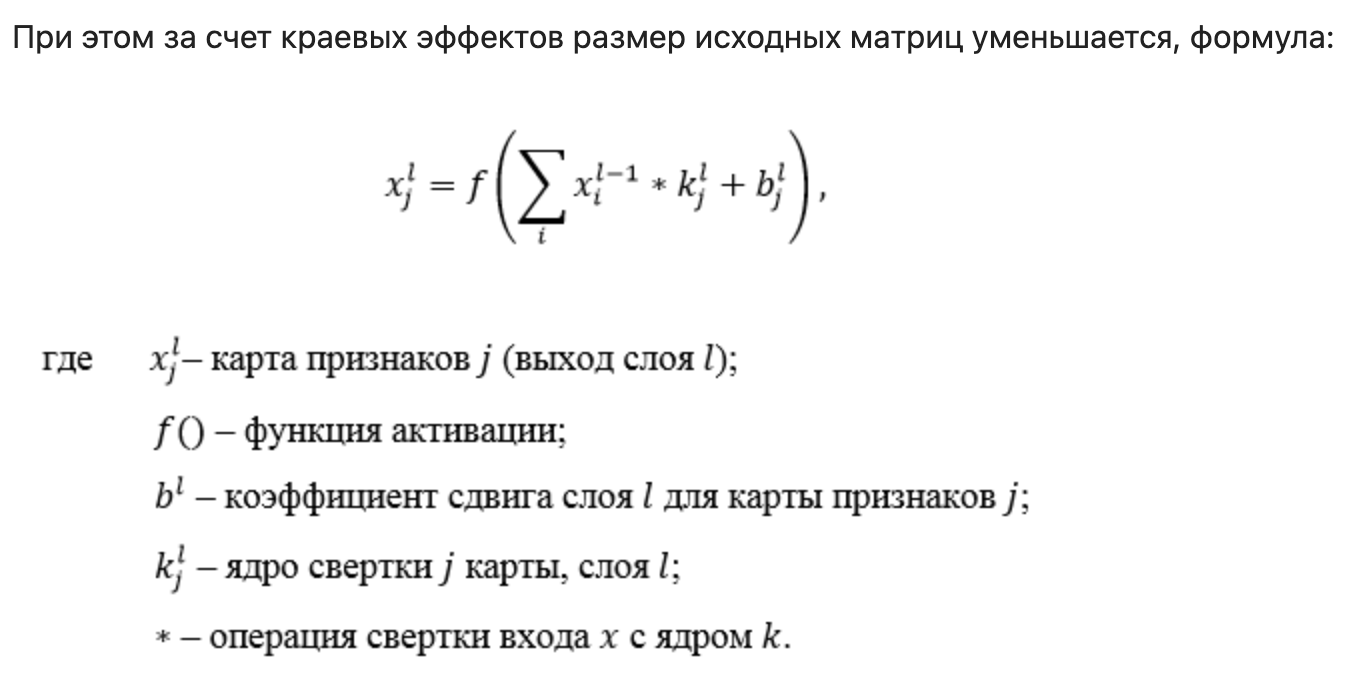 При этом за счет краевых эффектов размер исходных матриц уменьшается, формула:
x_j^l = f(∑_i x_i^{l-1} * k_j^l + b_j^l),
где x_j^l – карта признаков j (выход слоя l);
f() – функция активации;
b^l – коэффициент сдвига слоя l для карты признаков j;
k_j^l – ядро свертки j карты, слоя l;
* – операция свертки входа x с ядром k.